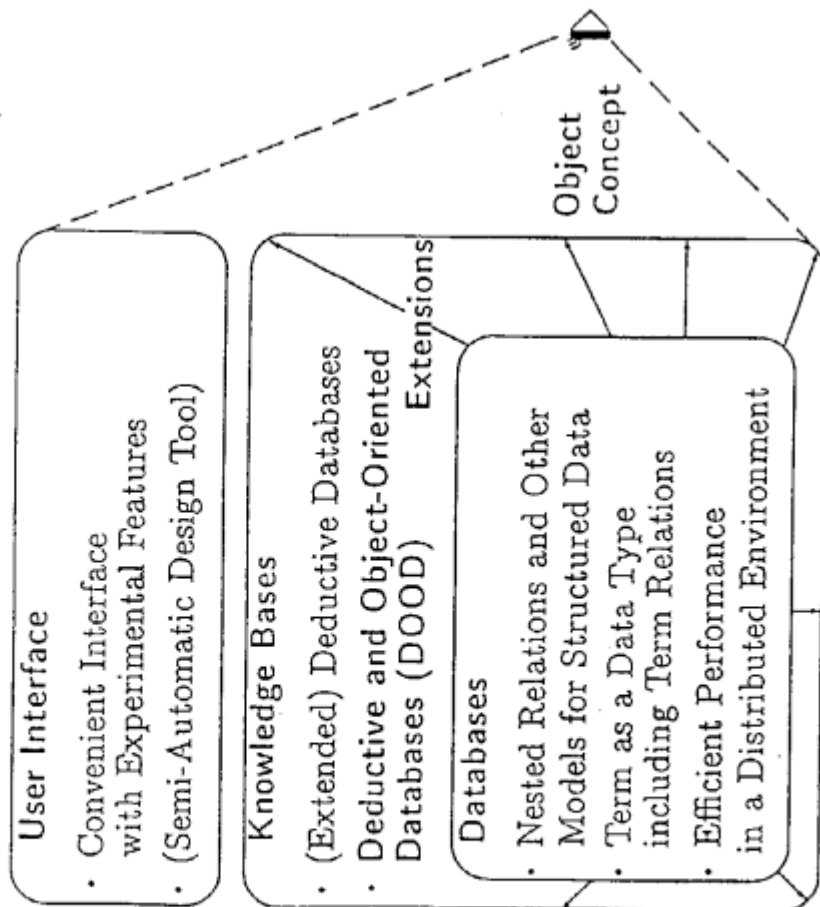 User Interface
· Convenient Interface
with Experimental Features
· (Semi-Automatic Design Tool)
Knowledge Bases
· (Extended) Deductive Databases
· Deductive and Object-Oriented
Databases (DOOD)
Extensions
Databases
· Nested Relations and Other
Models for Structured Data
· Term as a Data Type
including Term Relations
· Efficient Performance
in a Distributed Environment
Object
Concept